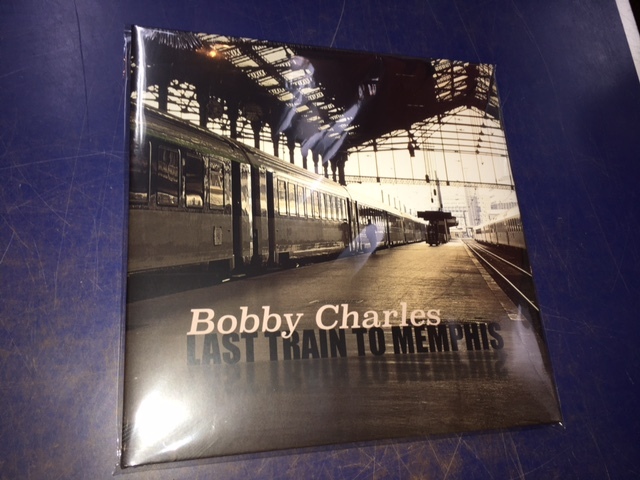 Bobby Charles
LAST TRAIN TO MEMPHIS